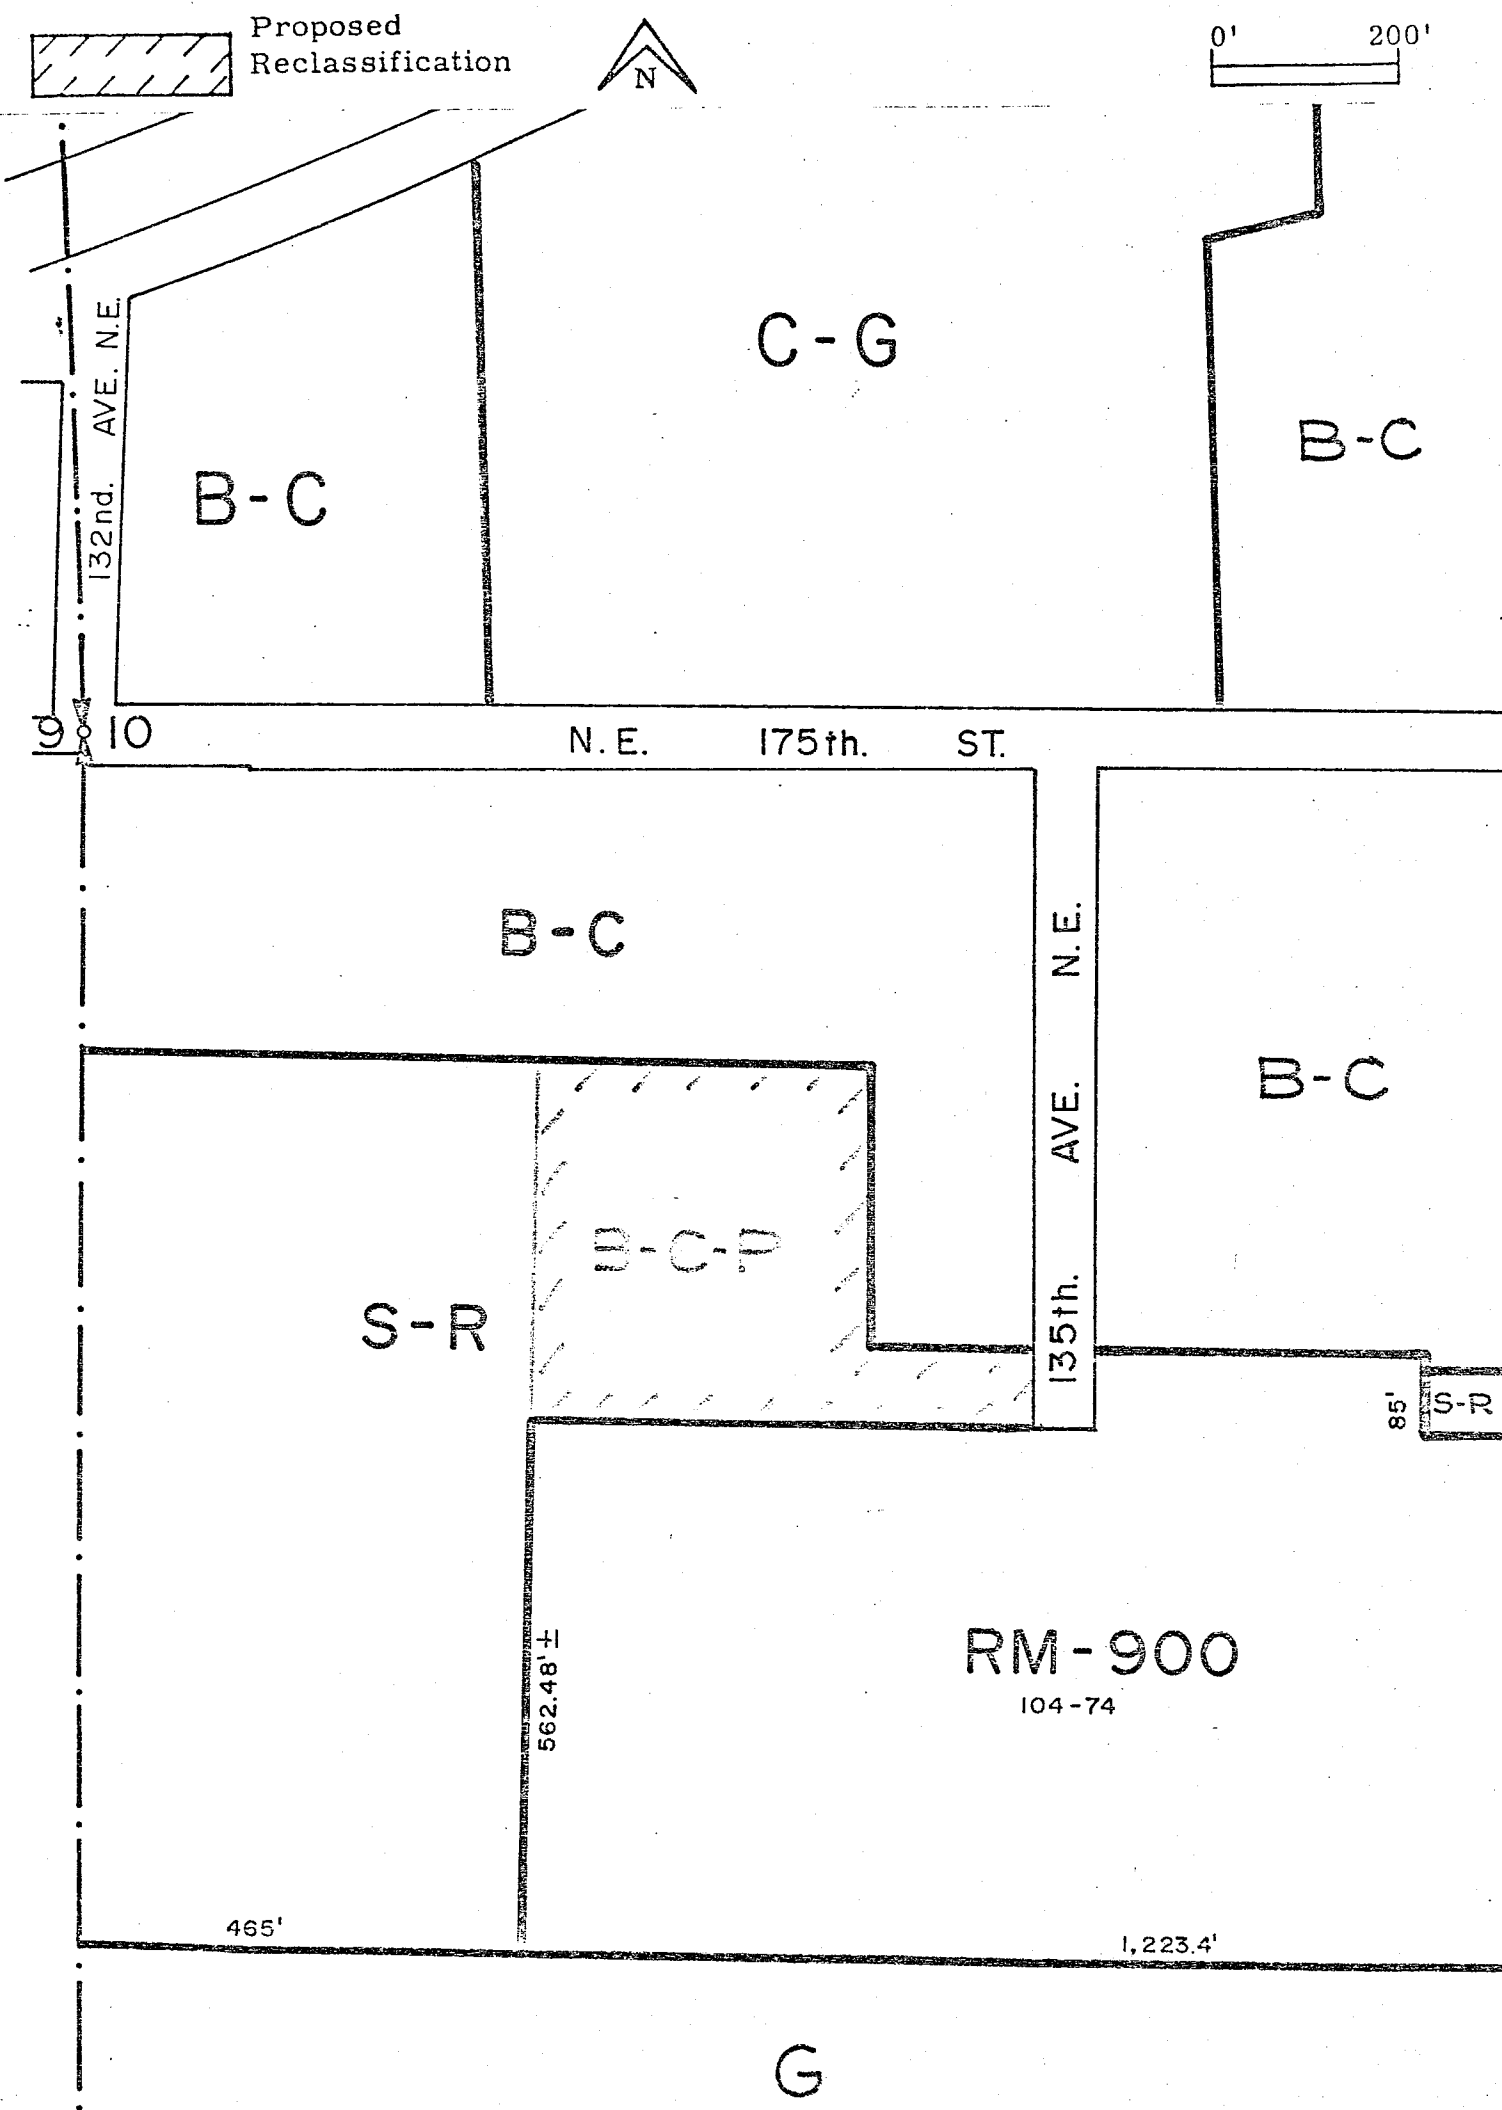 Proposed
Reclassification
N
0' 200'
132nd. AVE. N.E.
C-G
B-C
B-C
9 10
N.E. 175th. ST.
B-C
135th. AVE. N.E.
B-C
B-C-P
S-R
85'
S-R
562.48'±
RM-900
104-74
465'
1,223.4'
G